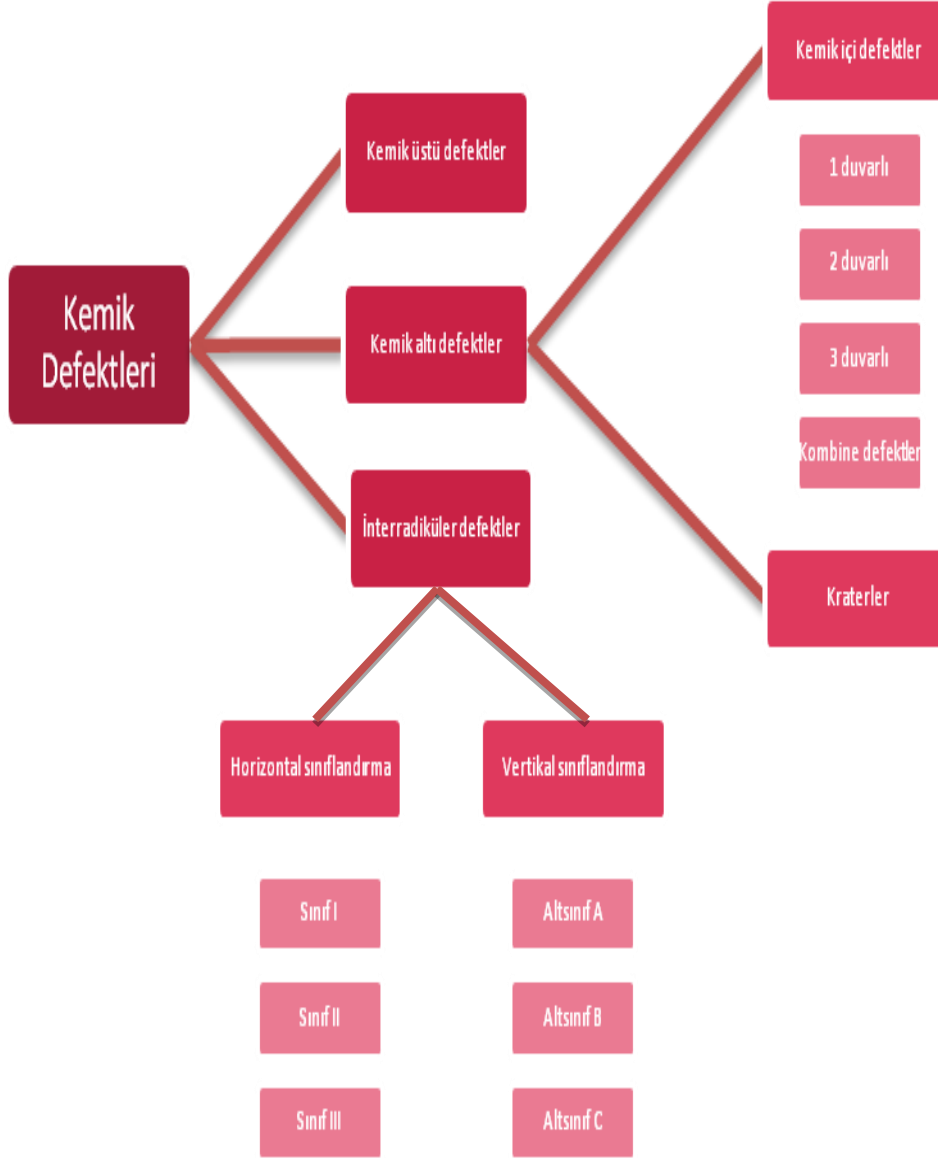 Kemik
Defektleri
Kemik üstü defektler
Kemik altı defektler
İnterradiküler defektler
Kemik içi defektler
1 duvarlı
2 duvarlı
3 duvarlı
Kombine defektler
Kraterler
Horizontal sınıflandırma
Sınıf I
Sınıf II
Sınıf III
Vertikal sınıflandırma
Altsınıf A
Altsınıf B
Altsınıf C